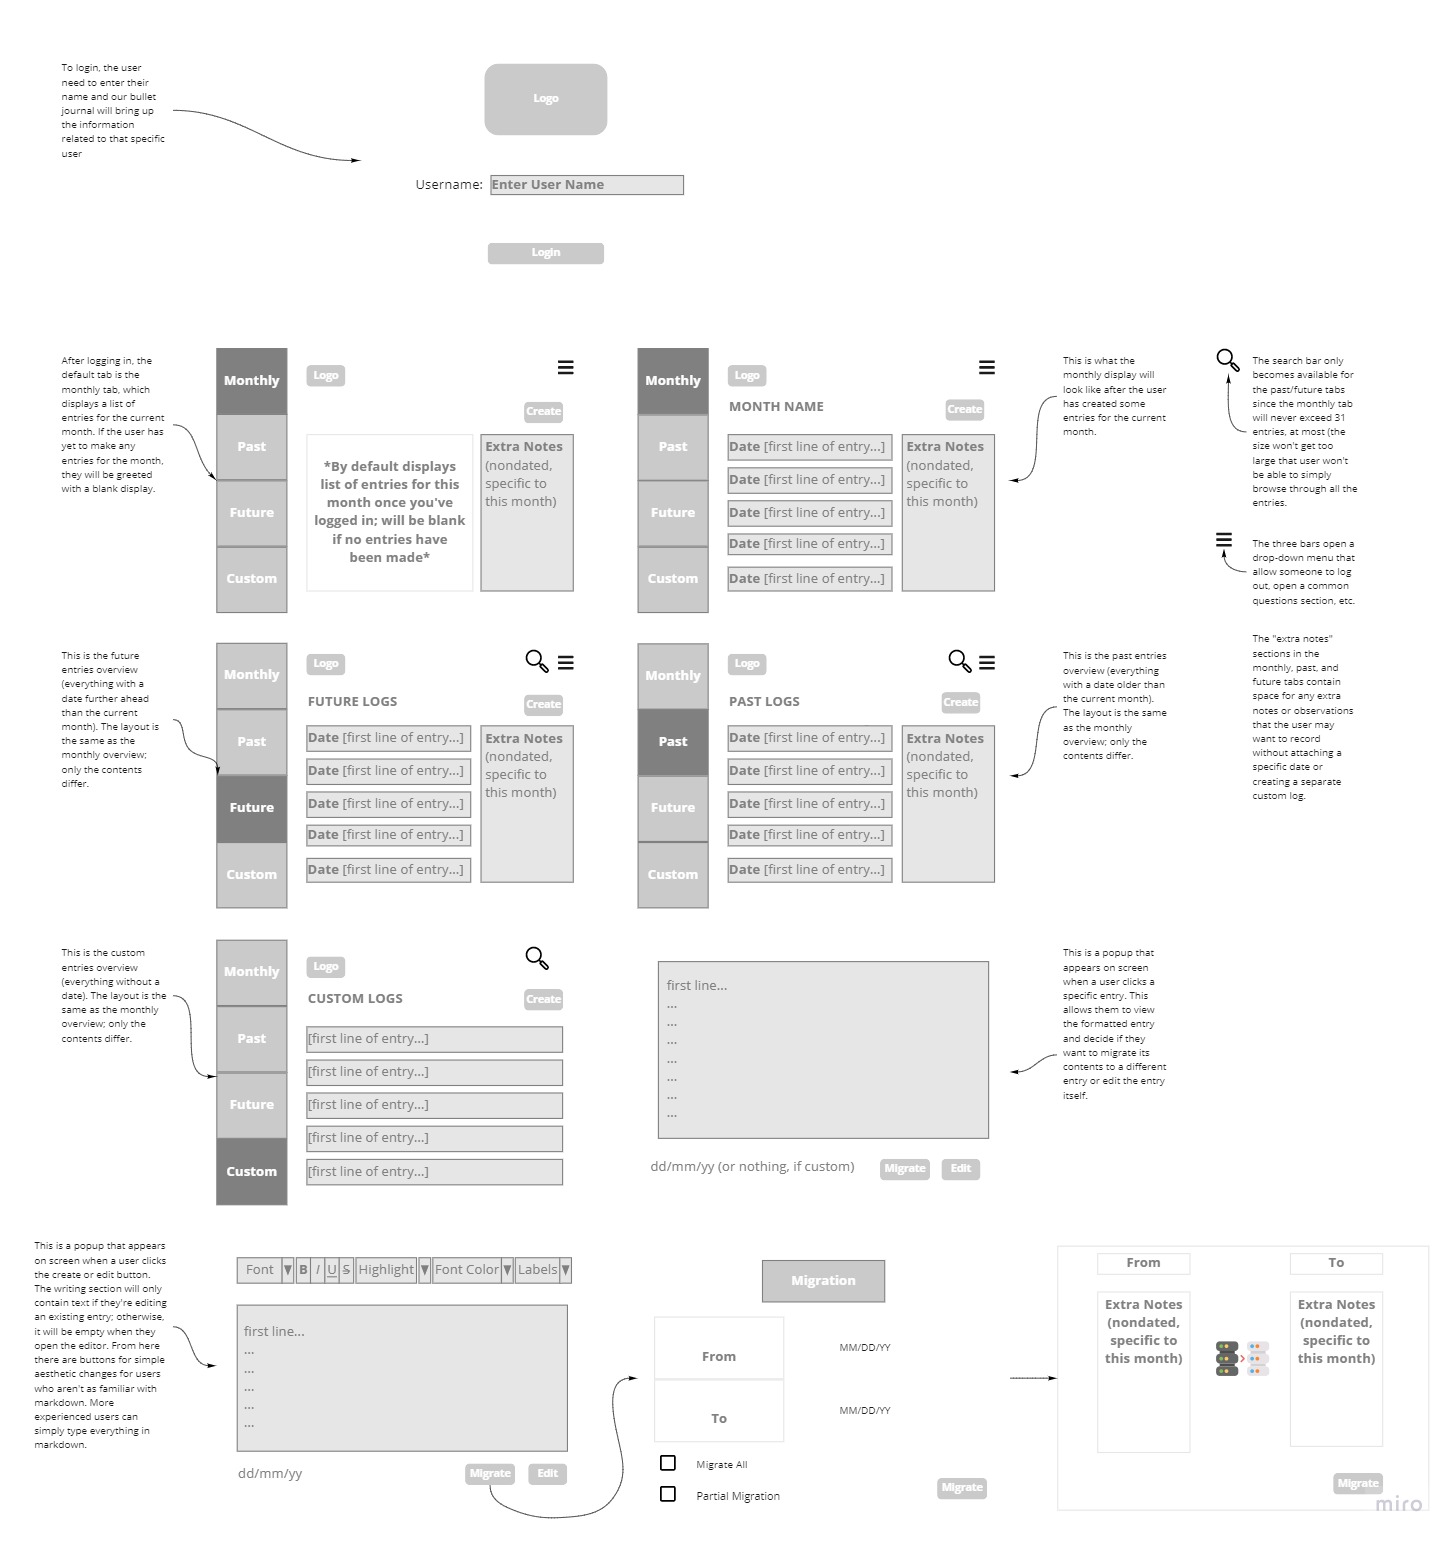 To login, the user
need to enter their
name and our bullet
journal will bring up
the information
related to that specific
user
Logo
Username:
Enter User Name
Login
After logging in, the
default tab is the
monthly tab, which
displays a list of
entries for the current
month. If the user has
yet to make any
entries for the month,
they will be greeted
with a blank display.
Monthly
Past
Future
Custom
Logo
Create
*By default displays
list of entries for this
month once you've
logged in; will be blank
if no entries have
been made*
Extra Notes
(nondated,
specific to
this month)
Monthly
Past
Future
Custom
Logo
MONTH NAME
Create
Date [first line of entry...]
Date [first line of entry...]
Date [first line of entry...]
Date [first line of entry...]
Date [first line of entry...]
Extra Notes
(nondated,
specific to
this month)
This is what the
monthly display will
look like after the user
has created some
entries for the current
month.
The search bar only
becomes available for
the past/future tabs
since the monthly tab
will never exceed 31
entries, at most (the
size won't get too
large that user won't
be able to simply
browse through all the
entries.
The three bars open a
drop-down menu that
allow someone to log
out, open a common
questions section, etc.
The "extra notes"
sections in the
monthly, past, and
future tabs contain
space for any extra
notes or observations
that the user may
want to record
without attaching a
specific date or
creating a separate
custom log.
This is the future
entries overview
(everything with a
date further ahead
than the current
month). The layout is
the same as the
monthly overview;
only the contents
differ.
Monthly
Past
Future
Custom
Logo
FUTURE LOGS
Create
Date [first line of entry...]
Date [first line of entry...]
Date [first line of entry...]
Date [first line of entry...]
Date [first line of entry...]
Extra Notes
(nondated,
specific to
this month)
Monthly
Past
Future
Custom
Logo
PAST LOGS
Create
Date [first line of entry...]
Date [first line of entry...]
Date [first line of entry...]
Date [first line of entry...]
Date [first line of entry...]
Extra Notes
(nondated,
specific to
this month)
This is the past entries
overview (everything
with a date older than
the current month).
The layout is the same
as the monthly
overview; only the
contents differ.
This is the custom
entries overview
(everything without a
date). The layout is the
same as the monthly
overview; only the
contents differ.
Monthly
Past
Future
Custom
Logo
CUSTOM LOGS
Create
[first line of entry...]
[first line of entry...]
[first line of entry...]
[first line of entry...]
[first line of entry...]
first line...
...
...
...
...
...
...
...
dd/mm/yy (or nothing, if custom)
Migrate
Edit
This is a popup that
appears on screen
when a user clicks a
specific entry. This
allows them to view
the formatted entry
and decide if they
want to migrate its
contents to a different
entry or edit the entry
itself.
This is a popup that appears
on screen when a user clicks
the create or edit button.
The writing section will only
contain text if they're editing
an existing entry; otherwise,
it will be empty when they
open the editor. From here
there are buttons for simple
aesthetic changes for users
who aren't as familiar with
markdown. More
experienced users can
simply type everything in
markdown.
Font B I U S Highlight Font Color Labels
first line...
...
...
...
...
...
dd/mm/yy
Migrate
Edit
Migration
From
MM/DD/YY
To
MM/DD/YY
Migrate All
Partial Migration
Migrate
From
To
Extra Notes
(nondated,
specific to
this month)
Extra Notes
(nondated,
specific to
this month)
Migrate
miro